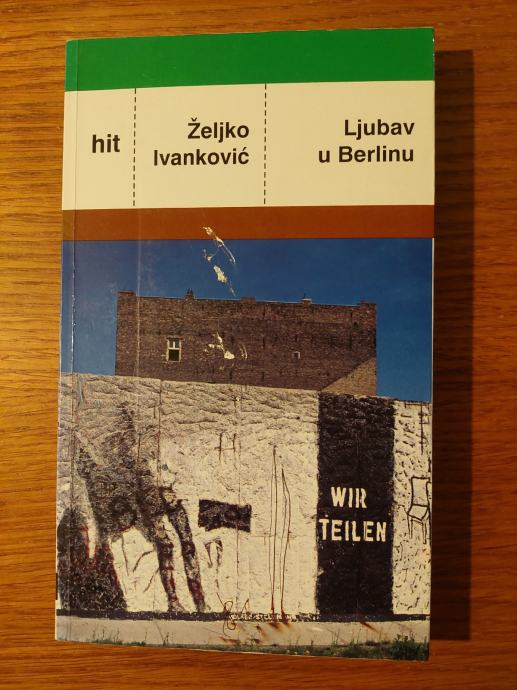 hit
Željko
Ivanković
Ljubav
u Berlinu
WIR
TEILEN